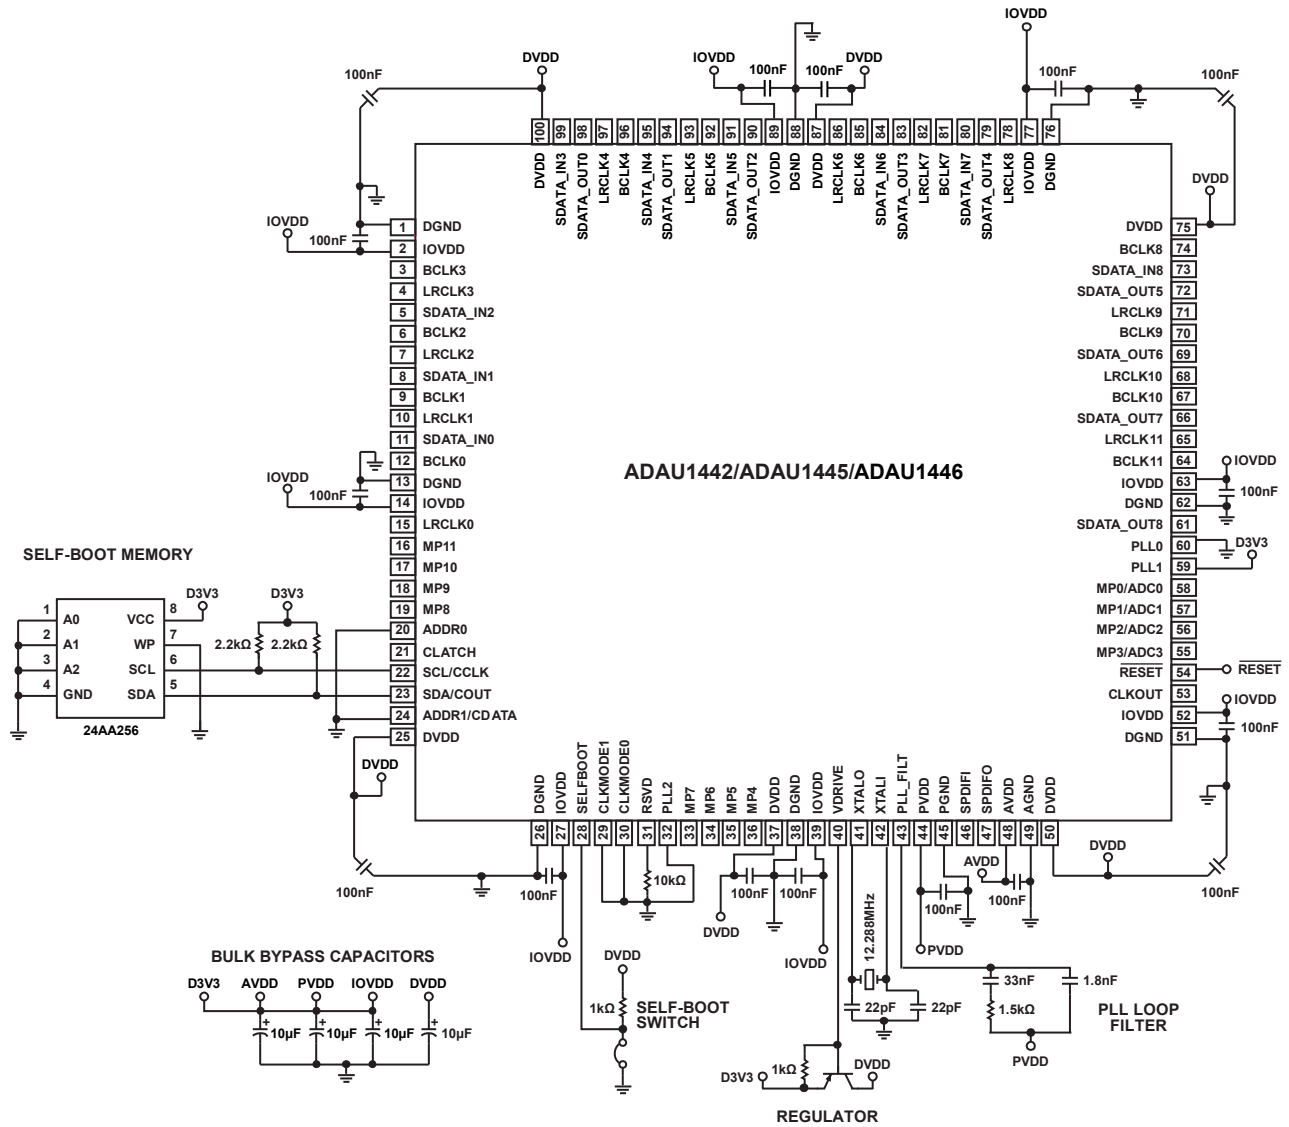 IOVDD
DVDD
IOVDD
DVDD
100nF
100nF
100nF
100nF
100nF
100
99
98
97
96
95
94
93
92
91
90
89
88
87
86
85
84
83
82
81
80
79
78
77
76
DVDD
SDATA_IN3
SDATA_OUT0
LRCLK4
BCLK4
SDATA_IN4
SDATA_OUT1
LRCLK5
BCLK5
SDATA_IN5
SDATA_OUT2
IOVDD
DGND
DVDD
LRCLK6
BCLK6
SDATA_IN6
SDATA_OUT3
LRCLK7
BCLK7
SDATA_IN7
SDATA_OUT4
LRCLK8
IOVDD
DGND
IOVDD
100nF
1 DGND
2 IOVDD
3 BCLK3
4 LRCLK3
5 SDATA_IN2
6 BCLK2
7 LRCLK2
8 SDATA_IN1
9 BCLK1
10 LRCLK1
11 SDATA_IN0
12 BCLK0
13 DGND
14 IOVDD
15 LRCLK0
16 MP11
17 MP10
18 MP9
19 MP8
20 ADDR0
21 CLATCH
22 SCL/CCLK
23 SDA/COUT
24 ADDR1/CDATA
25 DVDD
IOVDD
100nF
ADAU1442/ADAU1445/ADAU1446
DVDD
DVDD 75
BCLK8 74
SDATA_IN8 73
SDATA_OUT5 72
LRCLK9 71
BCLK9 70
SDATA_OUT6 69
LRCLK10 68
BCLK10 67
SDATA_OUT7 66
LRCLK11 65
BCLK11 64
IOVDD 63
DGND 62
SDATA_OUT8 61
PLL0 60
PLL1 59
MP0/ADC0 58
MP1/ADC1 57
MP2/ADC2 56
MP3/ADC3 55
RESET 54
CLKOUT 53
IOVDD 52
DGND 51
IOVDD
100nF
D3V3
RESET
IOVDD
100nF
SELF-BOOT MEMORY
D3V3
D3V3
1 A0
2 A1
3 A2
4 GND
VCC 8
WP 7
SCL 6
SDA 5
24AA256
2.2kΩ
2.2kΩ
DVDD
100nF
DGND
IOVDD
SELFBOOT
CLKMODE1
CLKMODE0
RSVD
PLL2
MP7
MP6
MP5
MP4
DVDD
DGND
IOVDD
VDRIVE
XTALO
XTALI
PLL_FILT
PVDD
PGND
SPDIFI
SPDIFO
AVDD
AGND
DVDD
26
27
28
29
30
31
32
33
34
35
36
37
38
39
40
41
42
43
44
45
46
47
48
49
50
100nF
IOVDD
10kΩ
100nF
100nF
DVDD
IOVDD
12.288MHz
100nF
PVDD
AVDD
100nF
DVDD
100nF
BULK BYPASS CAPACITORS
D3V3
AVDD
PVDD
IOVDD
DVDD
+
10µF
+
10µF
+
10µF
+
10µF
DVDD
1kΩ
SELF-BOOT
SWITCH
22pF
22pF
33nF
1.8nF
1.5kΩ
PVDD
PLL LOOP
FILTER
D3V3
1kΩ
DVDD
REGULATOR